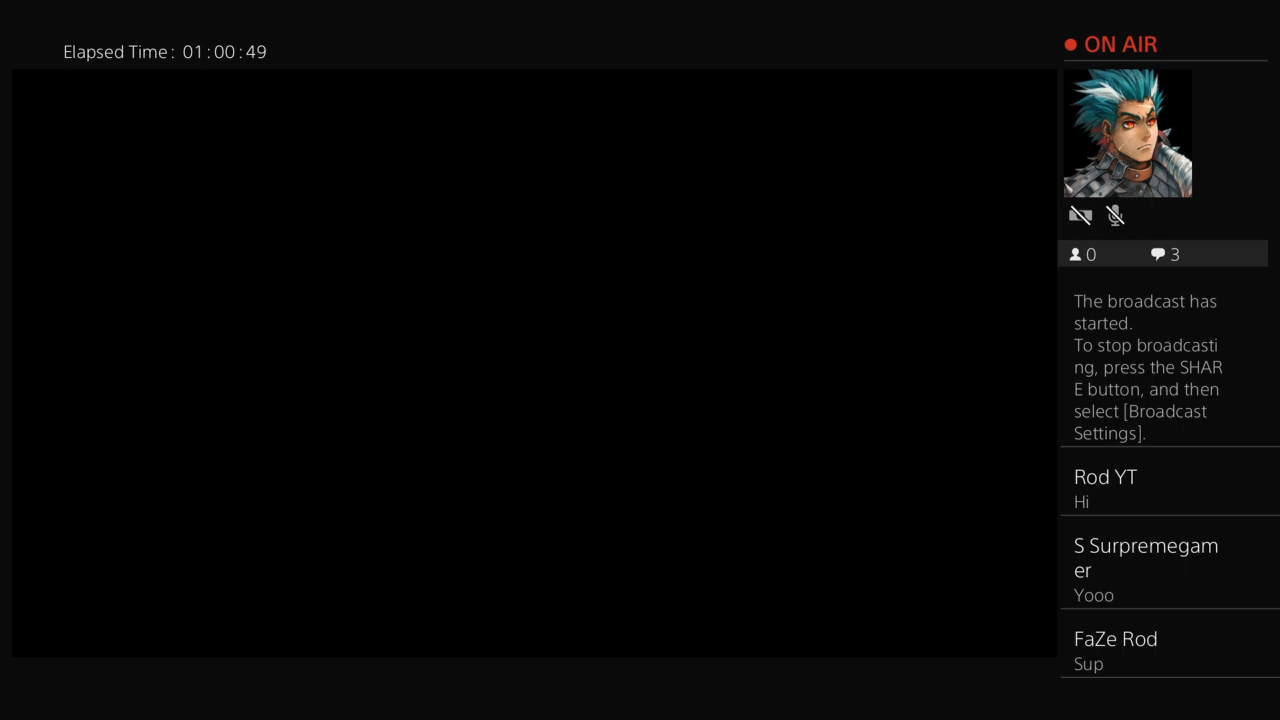 Elapsed Time: 01:00:49
ON AIR
0 3
The broadcast has
started.
To stop broadcasti
ng, press the SHAR
E button, and then
select [Broadcast
Settings].
Rod YT
Hi
S Surpremegam
er
Yooo
FaZe Rod
Sup